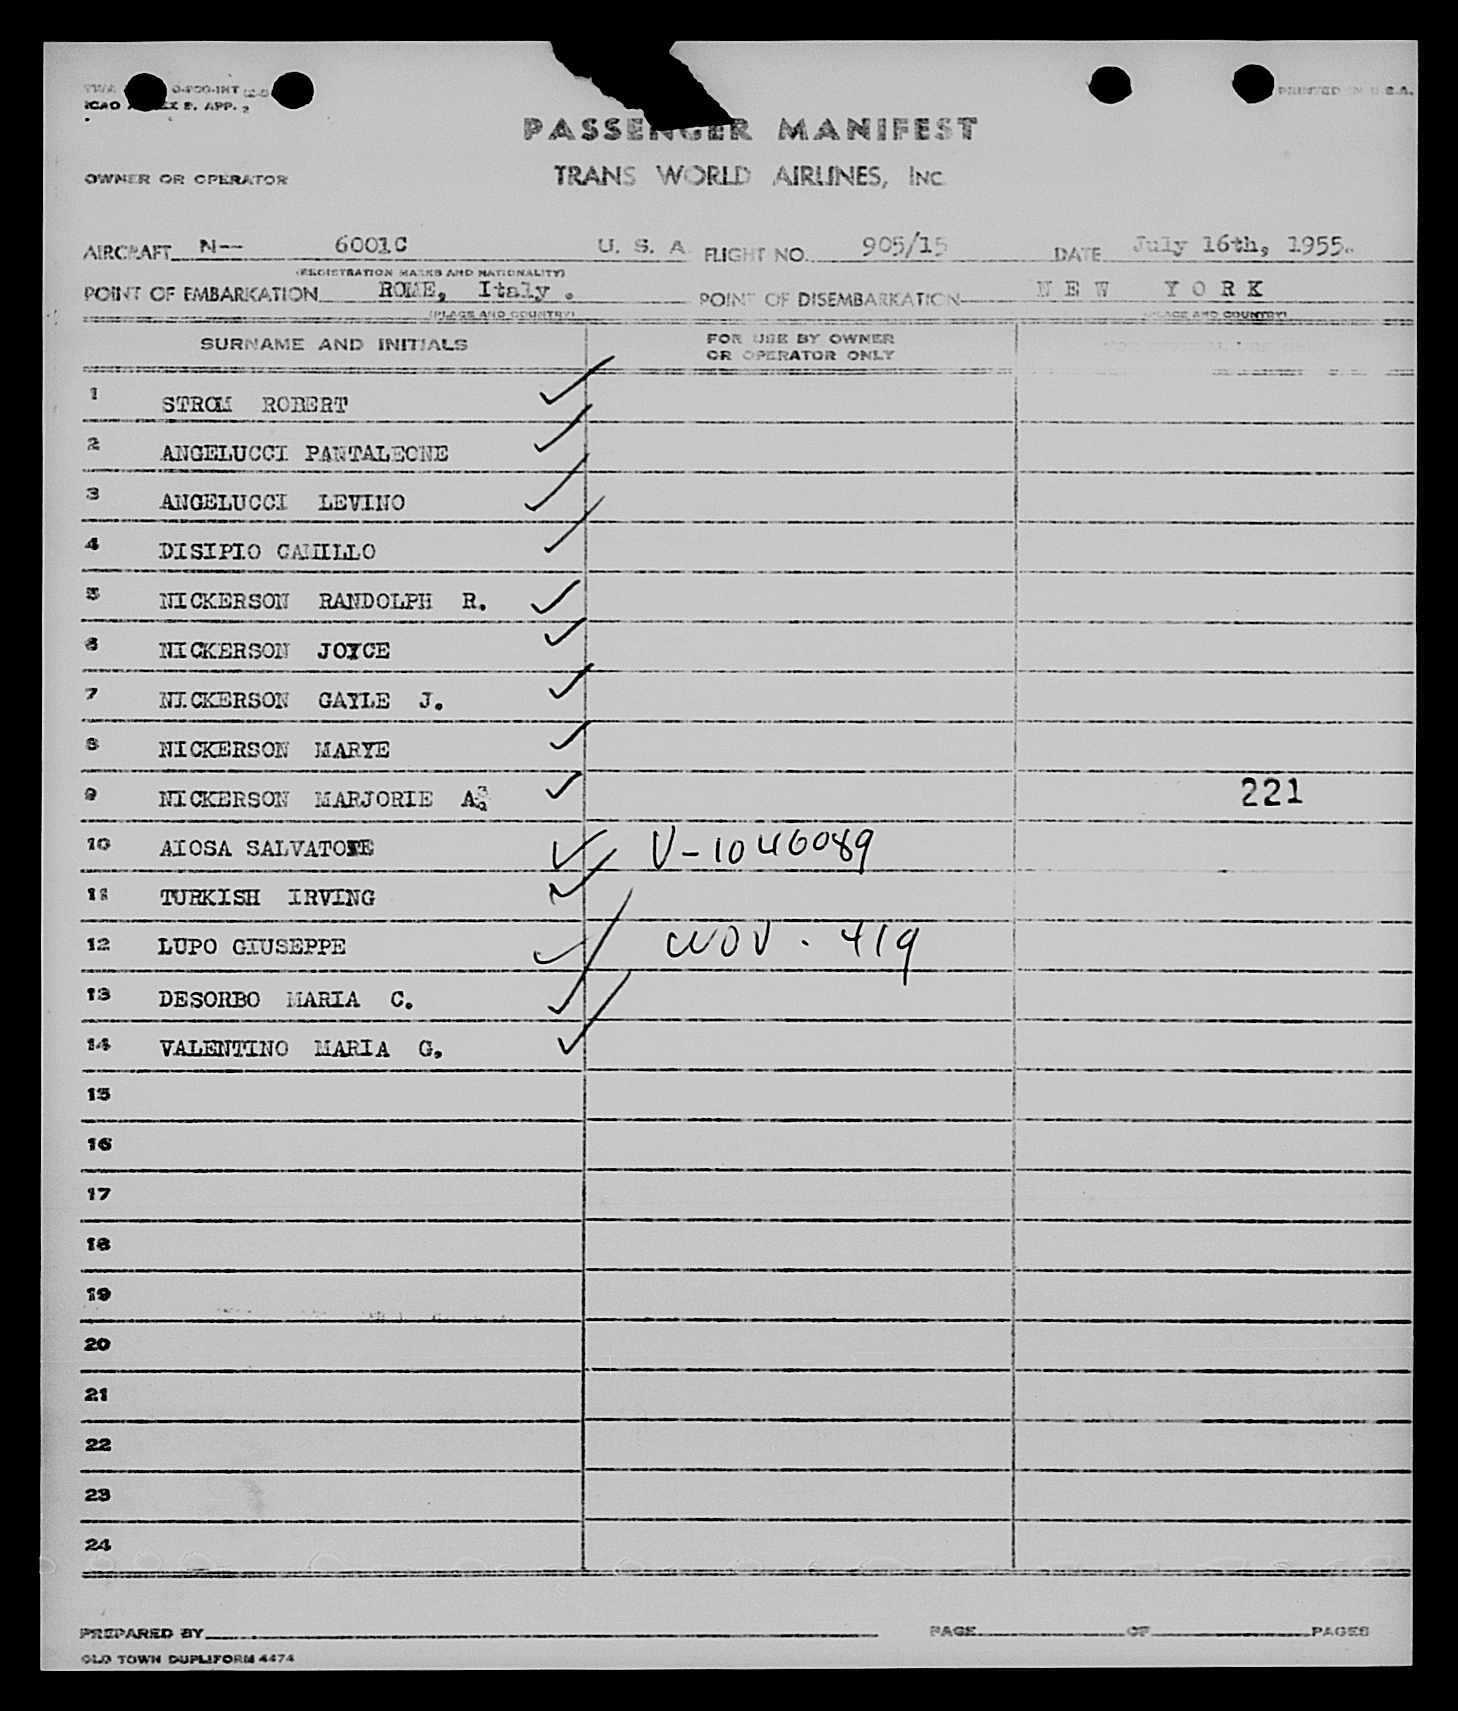 ICAO ANNEX 9, APP. 2
PRINTED IN U.S.A.
PASSENGER MANIFEST
OWNER OR OPERATOR TRANS WORLD AIRLINES, INC.
AIRCRAFT N-- 6001C U. S. A. FLIGHT NO. 905/15 DATE July 16th, 1955.
(REGISTRATION MARKS AND NATIONALITY)
POINT OF EMBARKATION ROME, Italy . POINT OF DISEMBARKATION N E W Y O R K
(PLACE AND COUNTRY) (PLACE AND COUNTRY)
SURNAME AND INITIALS FOR USE BY OWNER
OR OPERATOR ONLY
1 STROM ROBERT
2 ANGELUCCI PANTALEONE
3 ANGELUCCI LEVINO
4 DISIPIO CAMILLO
5 NICKERSON RANDOLPH R.
6 NICKERSON JOYCE
7 NICKERSON GAYLE J.
8 NICKERSON MARYE
9 NICKERSON MARJORIE A 221
10 AIOSA SALVATORE V-1046089
11 TURKISH IRVING
12 LUPO GIUSEPPE 419
13 DESORBO MARIA C.
14 VALENTINO MARIA G.
15
16
17
18
19
20
21
22
23
24
PREPARED BY PAGE OF PAGES
OLD TOWN DUPLIFORM 4474